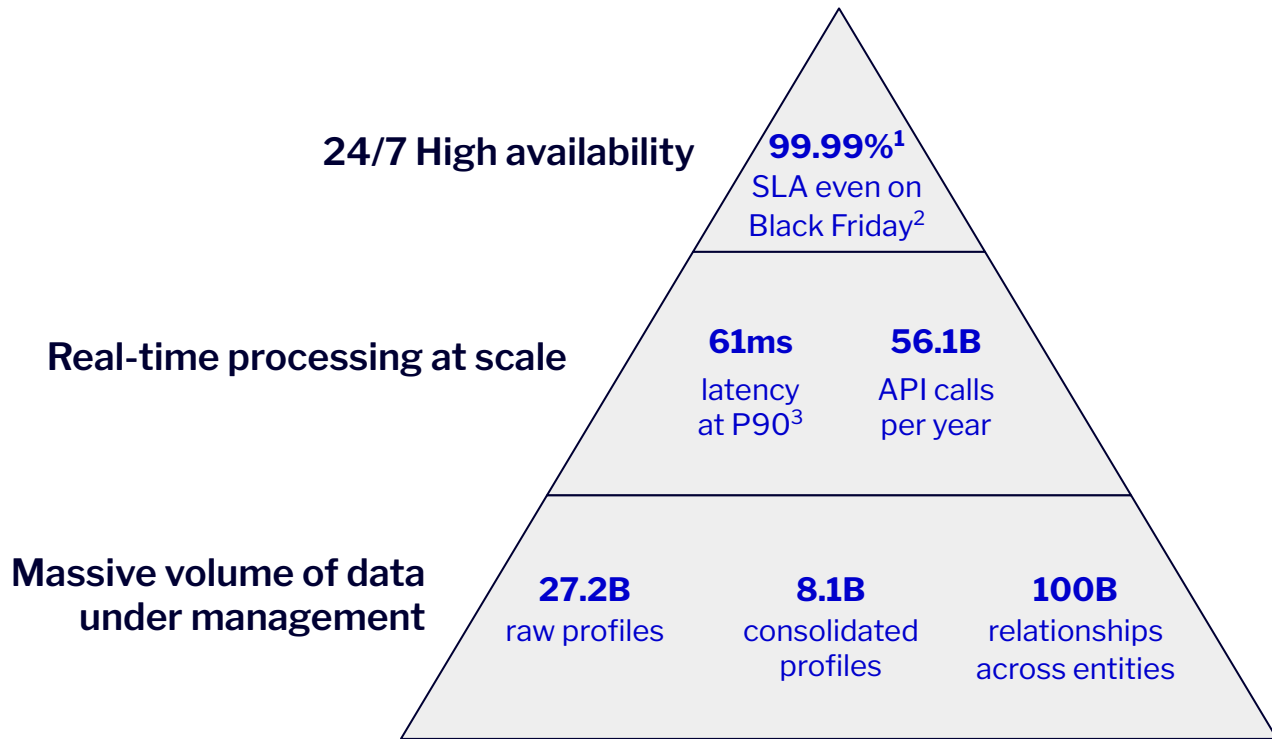 24/7 High availability
99.99%¹
SLA even on
Black Friday²
Real-time processing at scale
61ms
latency
at P90³
56.1B
API calls
per year
Massive volume of data
under management
27.2B
raw profiles
8.1B
consolidated
profiles
100B
relationships
across entities